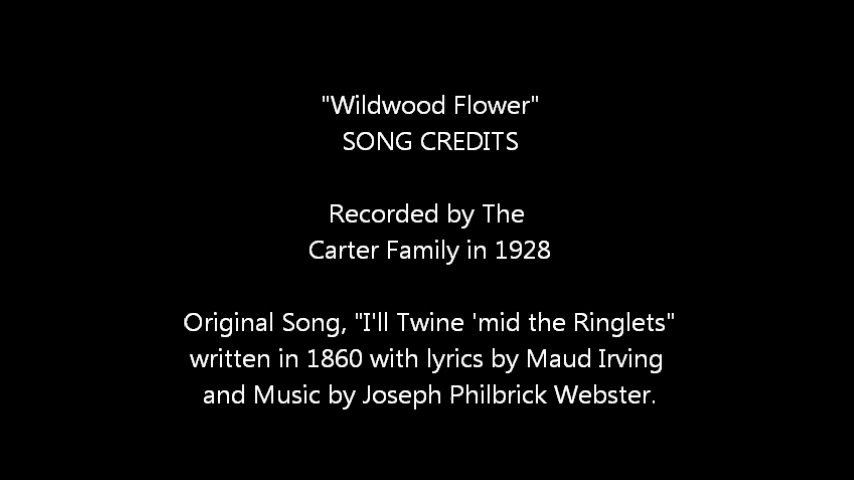 "Wildwood Flower"
SONG CREDITS
Recorded by The
Carter Family in 1928
Original Song, "I'll Twine 'mid the Ringlets"
written in 1860 with lyrics by Maud Irving
and Music by Joseph Philbrick Webster.